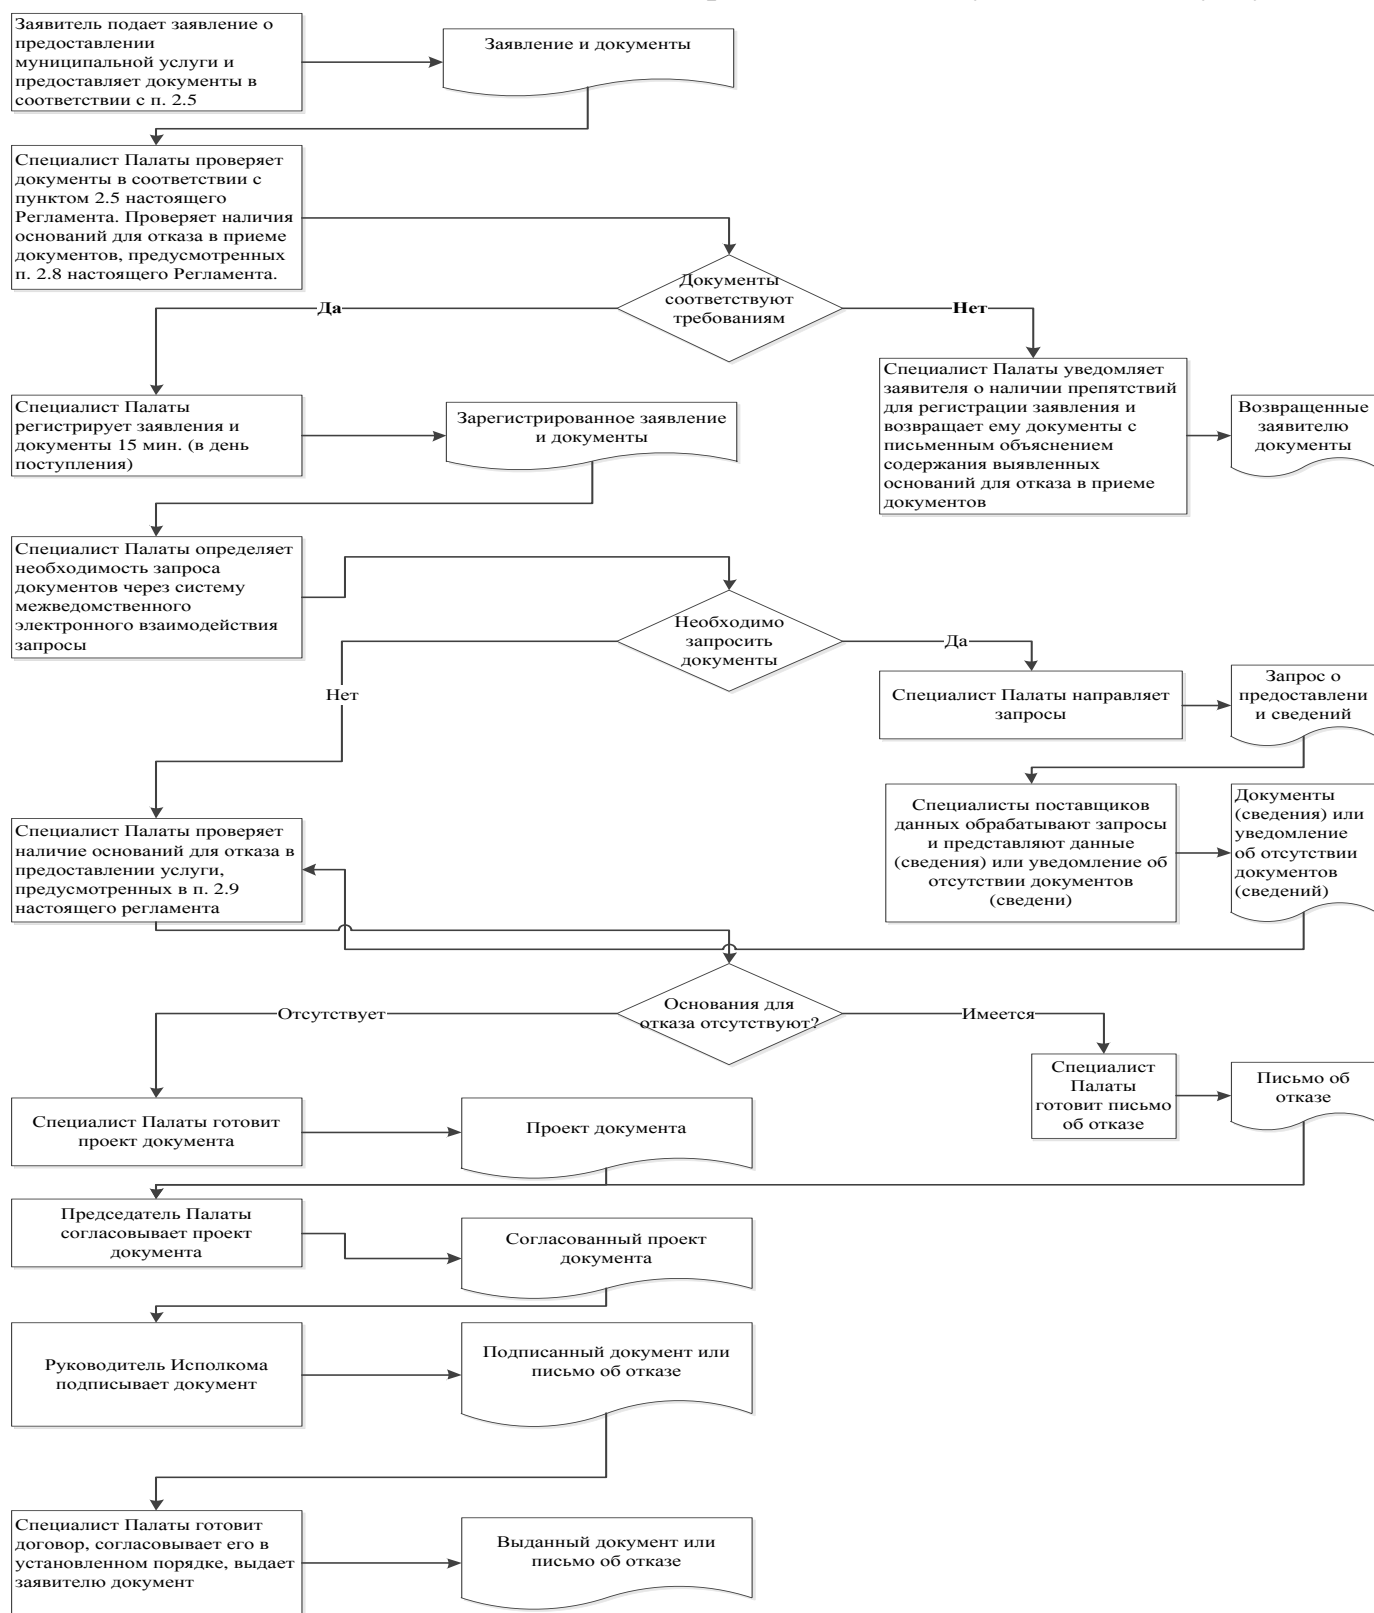 Заявитель подает заявление о
предоставлении
муниципальной услуги и
предоставляет документы в
соответствии с п. 2.5
Заявление и документы
Специалист Палаты проверяет
документы в соответствии с
пунктом 2.5 настоящего
Регламента. Проверяет наличия
оснований для отказа в приеме
документов, предусмотренных
п. 2.8 настоящего Регламента.
Документы
соответствуют
требованиям
Да
Нет
Специалист Палаты уведомляет
заявителя о наличии препятствий
для регистрации заявления и
возвращает ему документы с
письменным объяснением
содержания выявленных
оснований для отказа в приеме
документов
Возвращенные
заявителю
документы
Специалист Палаты
регистрирует заявления и
документы 15 мин. (в день
поступления)
Зарегистрированное заявление
и документы
Специалист Палаты определяет
необходимость запроса
документов через систему
межведомственного
электронного взаимодействия
запросы
Необходимо
запросить
документы
Да
Нет
Специалист Палаты направляет
запросы
Запрос о
предоставлени
и сведений
Специалисты поставщиков
данных обрабатывают запросы
и представляют данные
(сведения) или уведомление об
отсутствии документов
(сведени)
Документы
(сведения) или
уведомление
об отсутствии
документов
(сведений)
Специалист Палаты проверяет
наличие оснований для отказа в
предоставлении услуги,
предусмотренных в п. 2.9
настоящего регламента
Основания для
отказа отсутствуют?
Отсутствует
Имеется
Специалист
Палаты
готовит письмо
об отказе
Письмо об
отказе
Специалист Палаты готовит
проект документа
Проект документа
Председатель Палаты
согласовывает проект
документа
Согласованный проект
документа
Руководитель Исполкома
подписывает документ
Подписанный документ или
письмо об отказе
Специалист Палаты готовит
договор, согласовывает его в
установленном порядке, выдает
заявителю документ
Выданный документ или
письмо об отказе